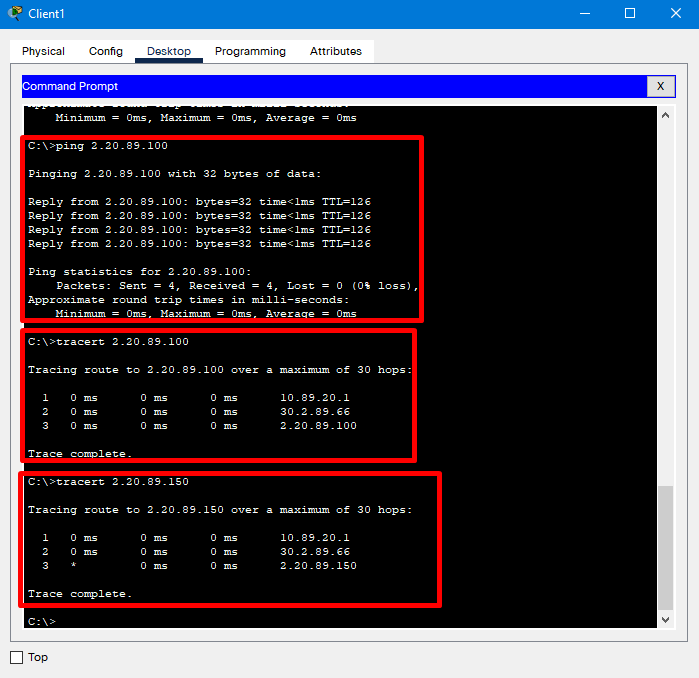 Client1
Physical Config Desktop Programming Attributes
Command Prompt
X
Approximate round trip times in milli-seconds:
Minimum = 0ms, Maximum = 0ms, Average = 0ms
C:\>ping 2.20.89.100
Pinging 2.20.89.100 with 32 bytes of data:
Reply from 2.20.89.100: bytes=32 time<1ms TTL=126
Reply from 2.20.89.100: bytes=32 time<1ms TTL=126
Reply from 2.20.89.100: bytes=32 time<1ms TTL=126
Reply from 2.20.89.100: bytes=32 time<1ms TTL=126
Ping statistics for 2.20.89.100:
Packets: Sent = 4, Received = 4, Lost = 0 (0% loss),
Approximate round trip times in milli-seconds:
Minimum = 0ms, Maximum = 0ms, Average = 0ms
C:\>tracert 2.20.89.100
Tracing route to 2.20.89.100 over a maximum of 30 hops:
1 0 ms 0 ms 0 ms 10.89.20.1
2 0 ms 0 ms 0 ms 30.2.89.66
3 0 ms 0 ms 0 ms 2.20.89.100
Trace complete.
C:\>tracert 2.20.89.150
Tracing route to 2.20.89.150 over a maximum of 30 hops:
1 0 ms 0 ms 0 ms 10.89.20.1
2 0 ms 0 ms 0 ms 30.2.89.66
3 * 0 ms 0 ms 2.20.89.150
Trace complete.
C:\>
Top